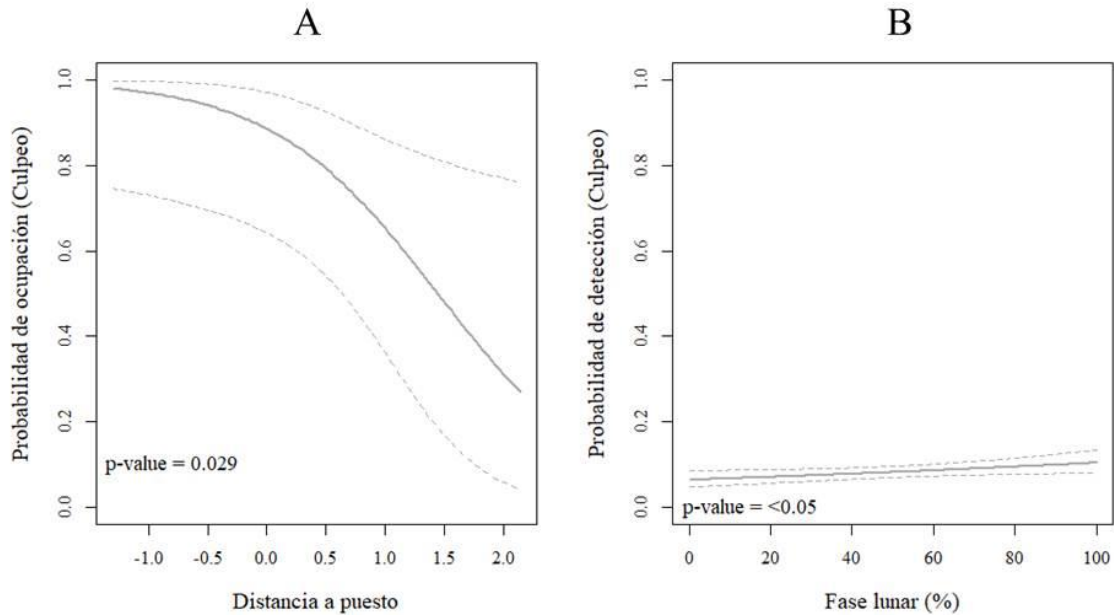 A
Probabilidad de ocupación (Culpeo)
1.0
0.8
0.6
0.4
0.2
0.0
p-value = 0.029
-1.0 -0.5 0.0 0.5 1.0 1.5 2.0
Distancia a puesto
B
Probabilidad de detección (Culpeo)
1.0
0.8
0.6
0.4
0.2
0.0
p-value = <0.05
0 20 40 60 80 100
Fase lunar (%)